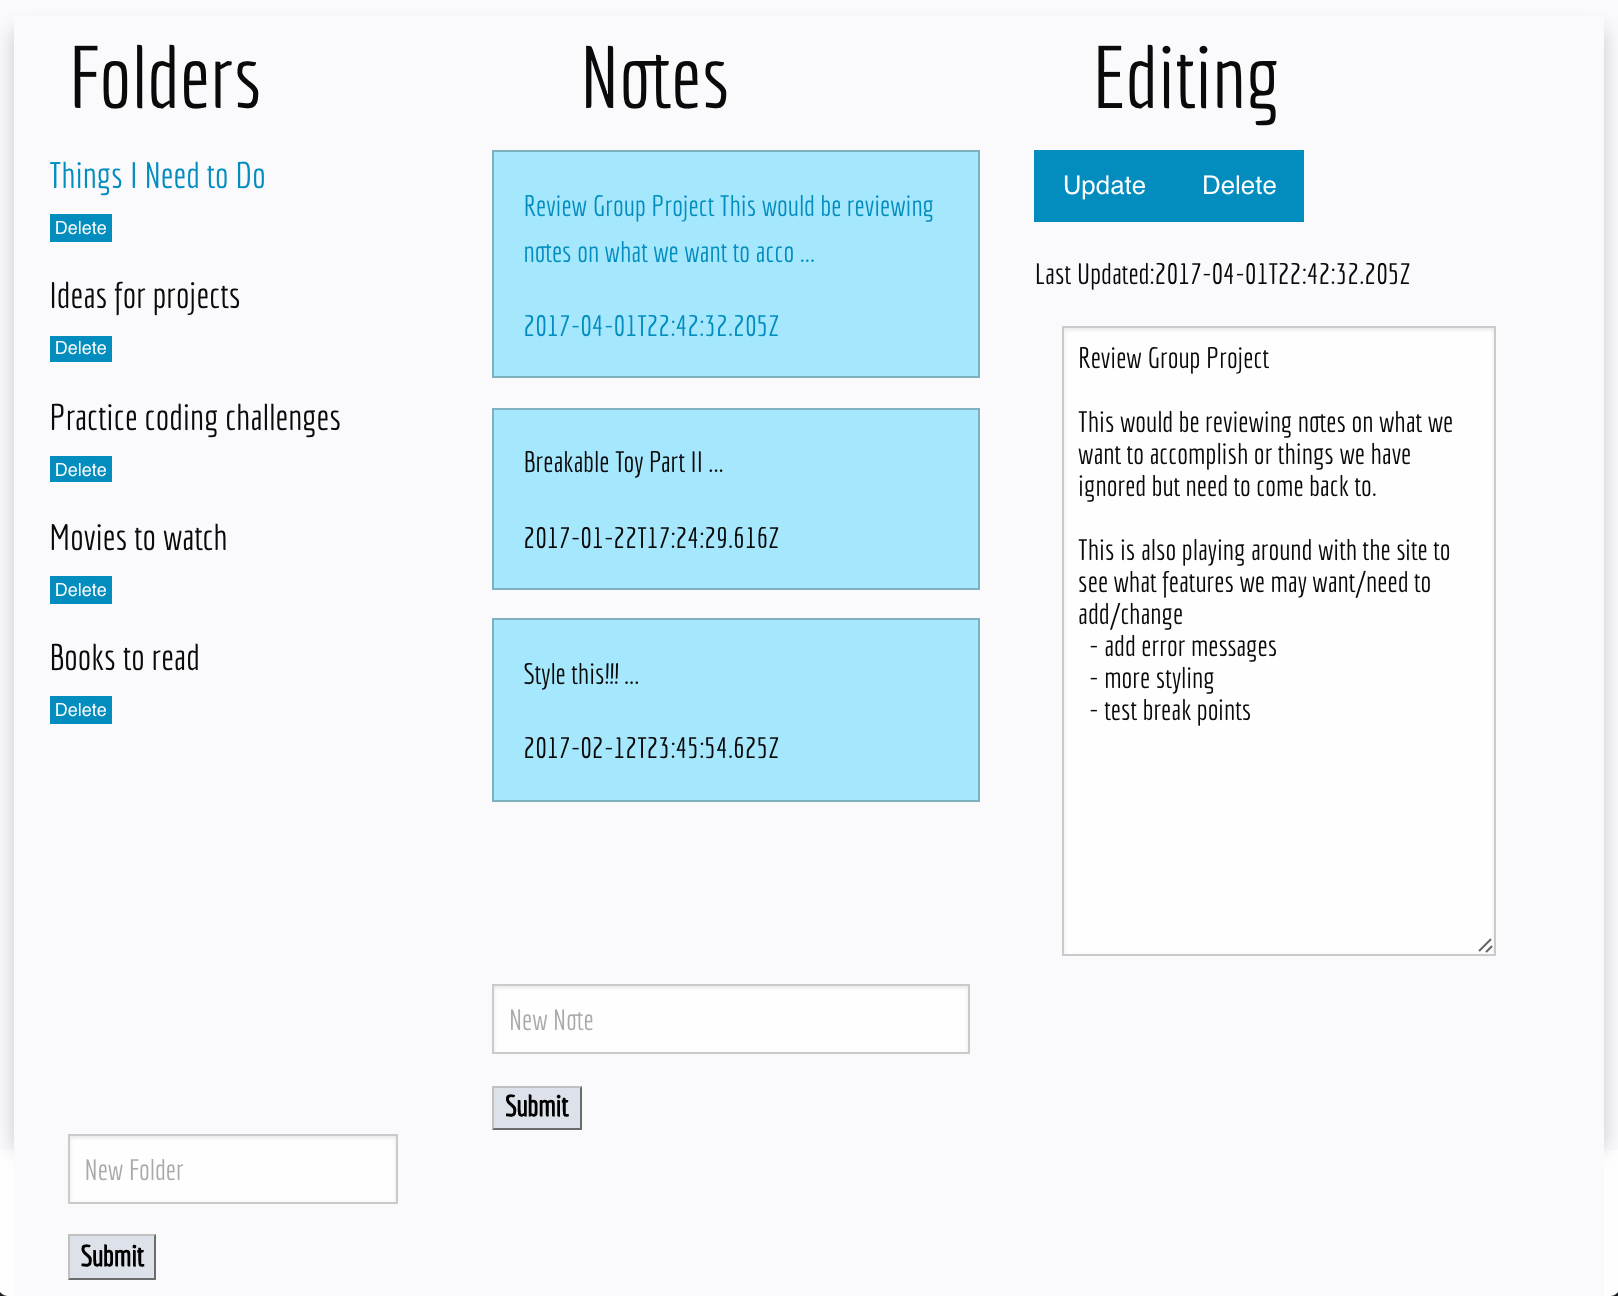 Folders
Things I Need to Do
Delete
Ideas for projects
Delete
Practice coding challenges
Delete
Movies to watch
Delete
Books to read
Delete
New Folder
Submit
Notes
Review Group Project This would be reviewing
notes on what we want to acco ...
2017-04-01T22:42:32.205Z
Breakable Toy Part II ...
2017-01-22T17:24:29.616Z
Style this!!! ...
2017-02-12T23:45:54.625Z
New Note
Submit
Editing
Update Delete
Last Updated:2017-04-01T22:42:32.205Z
Review Group Project
This would be reviewing notes on what we
want to accomplish or things we have
ignored but need to come back to.
This is also playing around with the site to
see what features we may want/need to
add/change
- add error messages
- more styling
- test break points